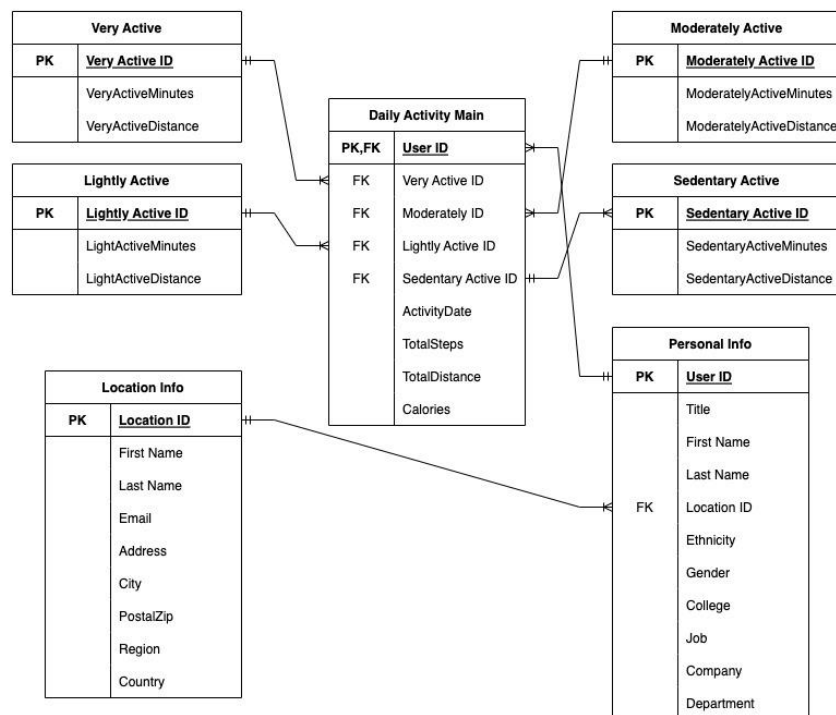 Very Active
PK Very Active ID
VeryActiveMinutes
VeryActiveDistance
Moderately Active
PK Moderately Active ID
ModeratelyActiveMinutes
ModeratelyActiveDistance
Daily Activity Main
PK,FK User ID
FK Very Active ID
FK Moderately ID
FK Lightly Active ID
FK Sedentary Active ID
ActivityDate
TotalSteps
TotalDistance
Calories
Lightly Active
PK Lightly Active ID
LightActiveMinutes
LightActiveDistance
Sedentary Active
PK Sedentary Active ID
SedentaryActiveMinutes
SedentaryActiveDistance
Location Info
PK Location ID
First Name
Last Name
Email
Address
City
PostalZip
Region
Country
Personal Info
PK User ID
Title
First Name
Last Name
FK Location ID
Ethnicity
Gender
College
Job
Company
Department